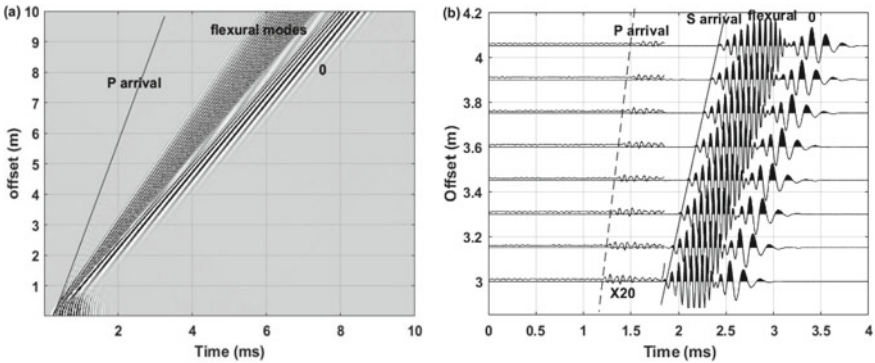 (a)
10
9
8
7
6
5
4
3
2
1
offset (m)
2
4
6
8
10
Time (ms)
P arrival
flexural modes
0
(b)
4.2
4
3.8
3.6
3.4
3.2
3
Offset (m)
0
0.5
1
1.5
2
2.5
3
3.5
4
Time (ms)
P arrival
S arrival
flexural
0
X20